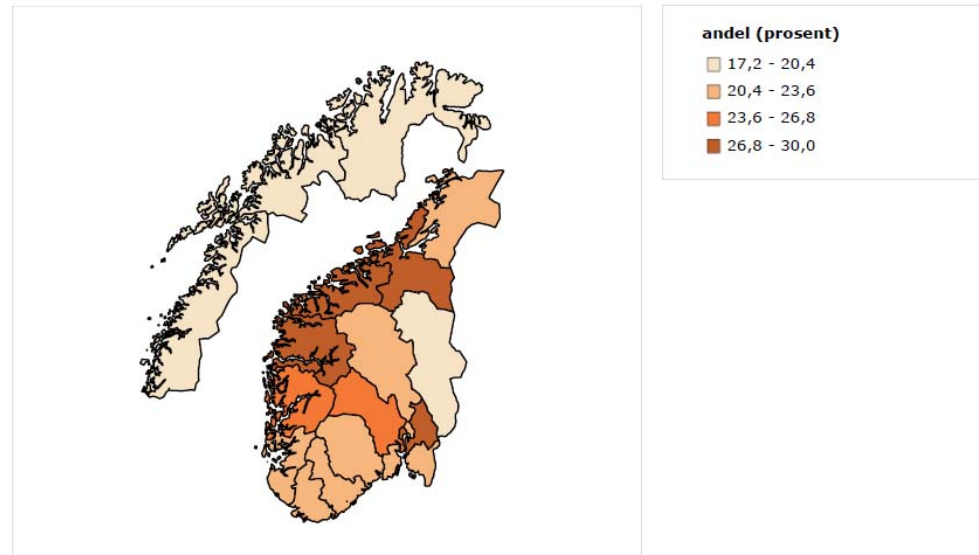 andel (prosent)
17,2 - 20,4
20,4 - 23,6
23,6 - 26,8
26,8 - 30,0